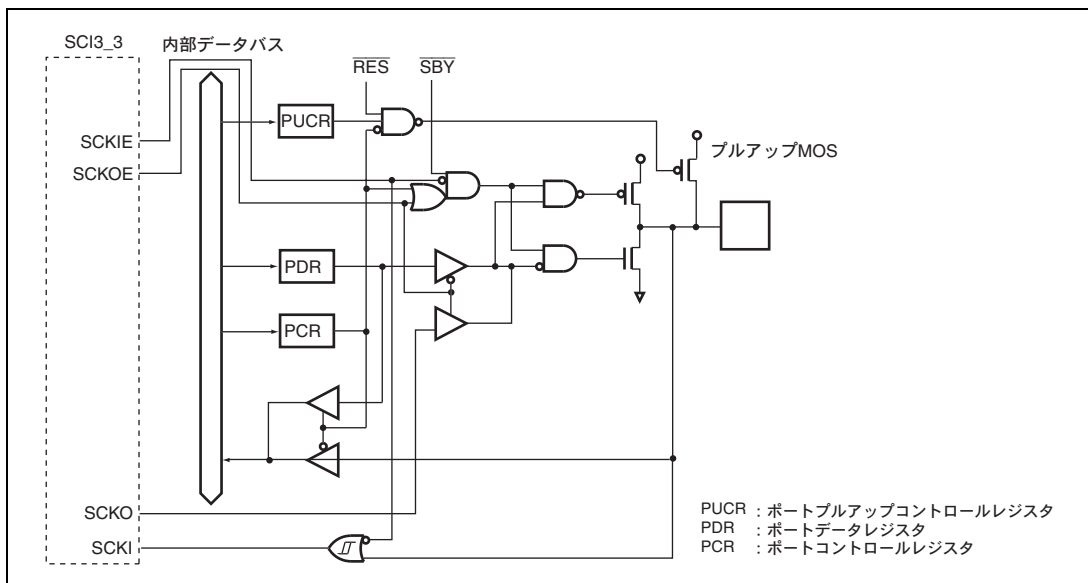 SCI3_3
内部データバス
RES
SBY
PUCR
SCKIE
プルアップMOS
SCKOE
PDR
PCR
SCKO
SCKI
PUCR : ポートプルアップコントロールレジスタ
PDR : ポートデータレジスタ
PCR : ポートコントロールレジスタ